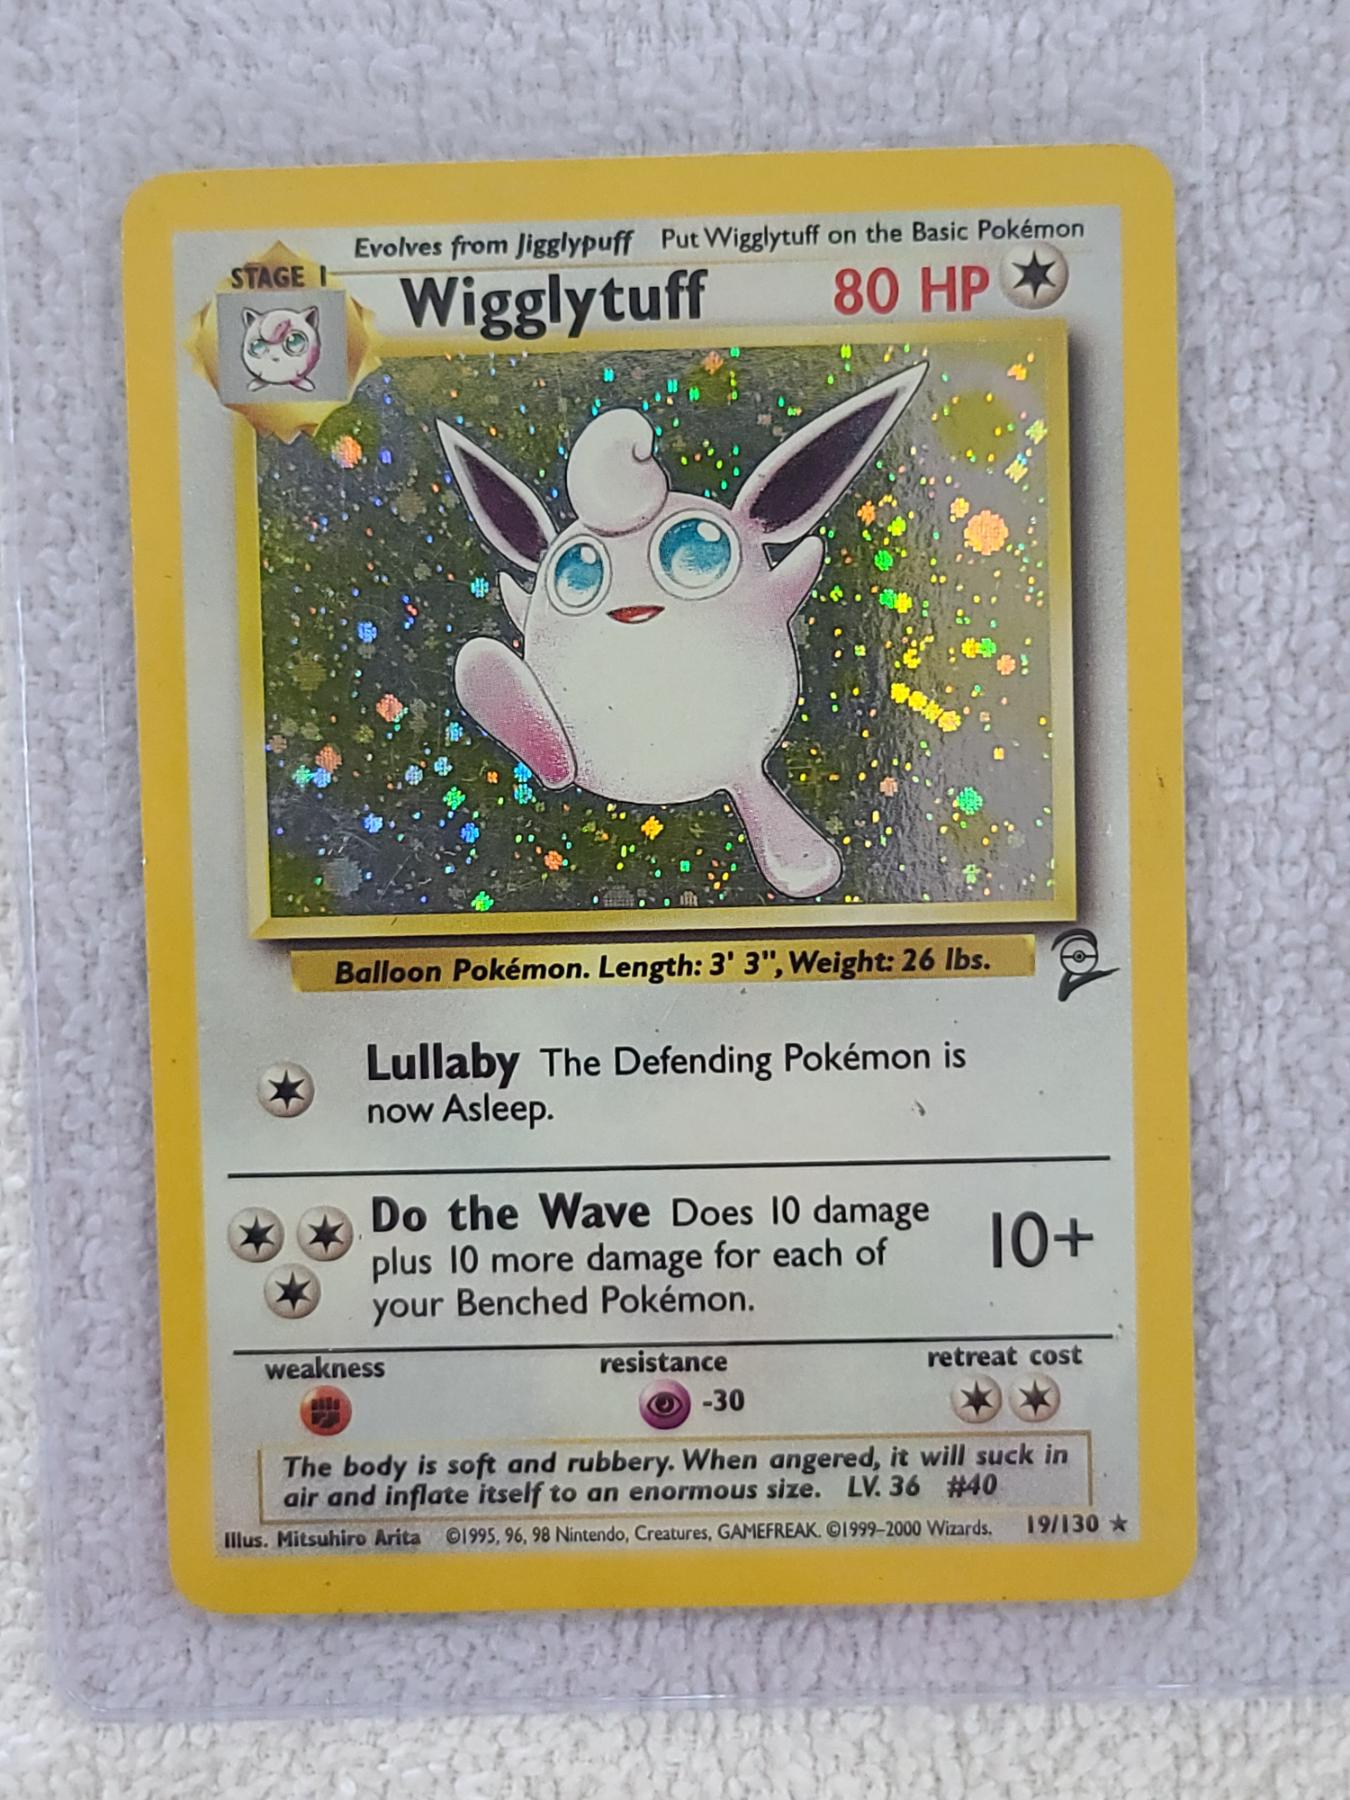 Evolves from Jigglypuff Put Wigglytuff on the Basic Pokémon
STAGE 1
Wigglytuff 80 HP
Balloon Pokémon. Length: 3' 3", Weight: 26 lbs.
Lullaby The Defending Pokémon is
now Asleep.
Do the Wave Does 10 damage
plus 10 more damage for each of
your Benched Pokémon.
10+
weakness resistance retreat cost
-30
The body is soft and rubbery. When angered, it will suck in
air and inflate itself to an enormous size. LV. 36 #40
Illus. Mitsuhiro Arita ©1995, 96, 98 Nintendo, Creatures, GAMEFREAK. ©1999-2000 Wizards. 19/130 ★